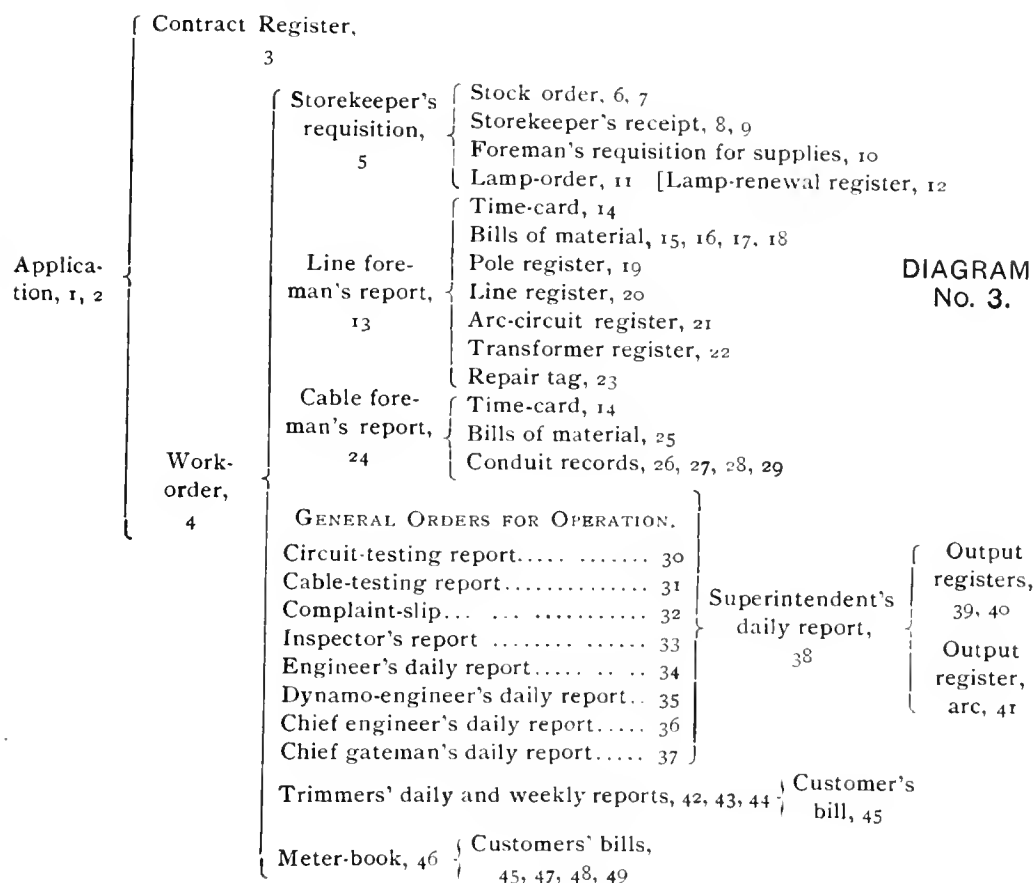 Contract Register,
3
Storekeeper's
requisition,
5
Stock order, 6, 7
Storekeeper's receipt, 8, 9
Foreman's requisition for supplies, 10
Lamp-order, 11 [Lamp-renewal register, 12
Applica-
tion, 1, 2
Line fore-
man's report,
13
Time-card, 14
Bills of material, 15, 16, 17, 18
Pole register, 19
Line register, 20
Arc-circuit register, 21
Transformer register, 22
Repair tag, 23
DIAGRAM
No. 3.
Cable fore-
man's report,
24
Time-card, 14
Bills of material, 25
Conduit records, 26, 27, 28, 29
Work-
order,
4
GENERAL ORDERS FOR OPERATION.
Circuit-testing report..... ....... 30
Cable-testing report.............. 31
Complaint-slip... ... ........... 32
Inspector's report ........ ...... 33
Engineer's daily report..... .. .. 34
Dynamo-engineer's daily report.. 35
Chief engineer's daily report..... 36
Chief gateman's daily report..... 37
Superintendent's
daily report,
38
Output
registers,
39, 40
Output
register,
arc, 41
Trimmers' daily and weekly reports, 42, 43, 44
Customer's
bill, 45
Meter-book, 46
Customers' bills,
45, 47, 48, 49